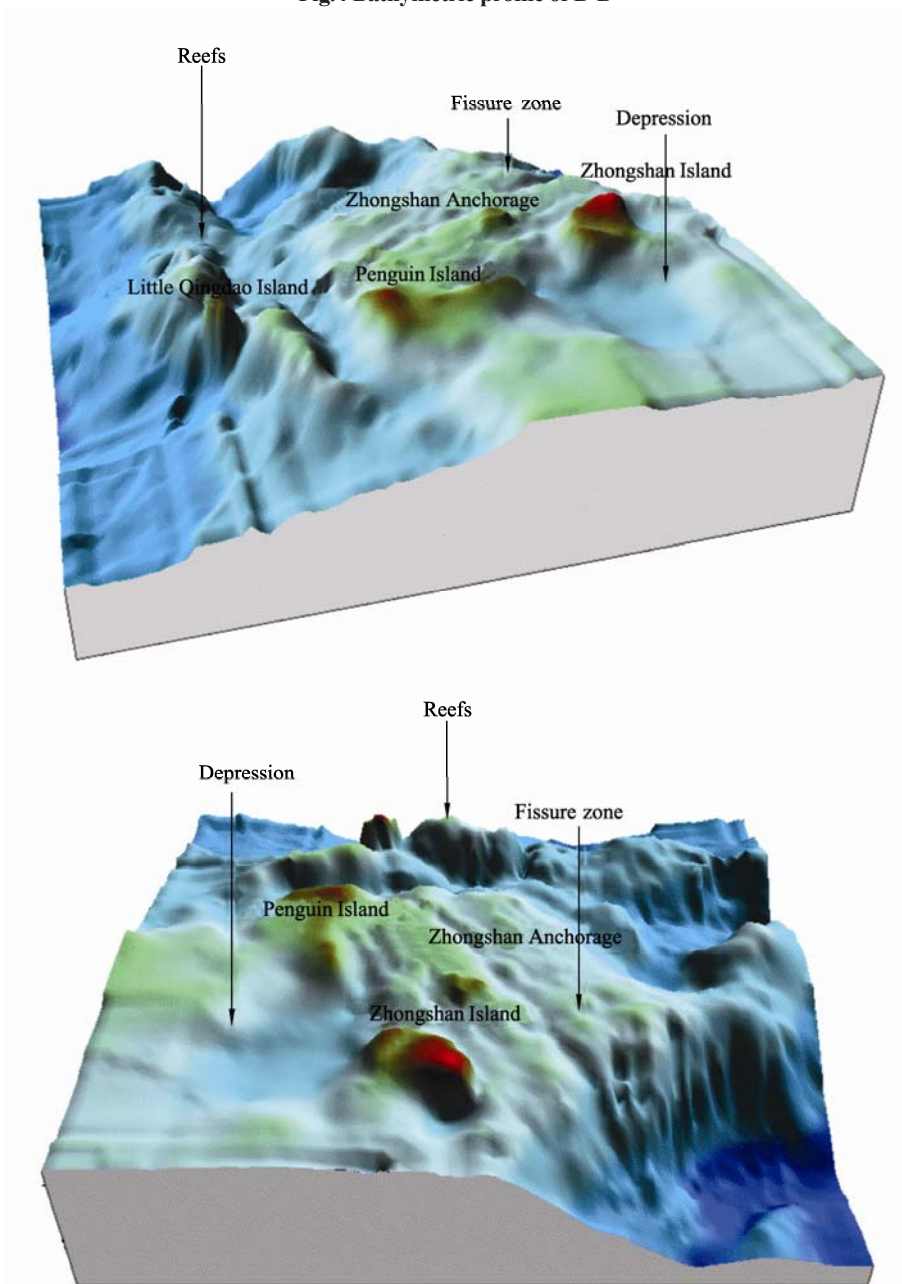 Reefs
Fissure zone
Depression
Zhongshan Island
Zhongshan Anchorage
Penguin Island
Little Qingdao Island
Reefs
Depression
Fissure zone
Penguin Island
Zhongshan Anchorage
Zhongshan Island